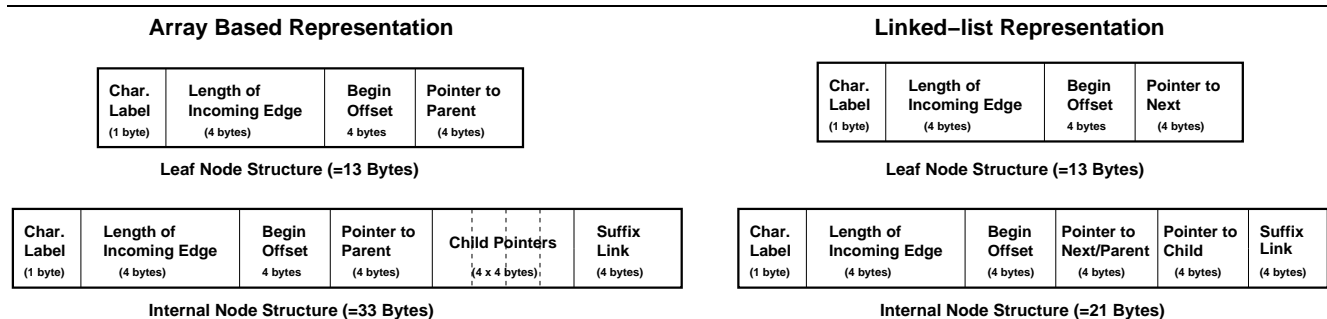 Array Based Representation
Char. Length of Begin Pointer to
Label Incoming Edge Offset Parent
(1 byte) (4 bytes) 4 bytes (4 bytes)
Leaf Node Structure (=13 Bytes)
Char. Length of Begin Pointer to Child Pointers Suffix
Label Incoming Edge Offset Parent Link
(1 byte) (4 bytes) 4 bytes (4 bytes) (4 x 4 bytes) (4 bytes)
Internal Node Structure (=33 Bytes)
Linked–list Representation
Char. Length of Begin Pointer to
Label Incoming Edge Offset Next
(1 byte) (4 bytes) 4 bytes (4 bytes)
Leaf Node Structure (=13 Bytes)
Char. Length of Begin Pointer to Pointer to Suffix
Label Incoming Edge Offset Next/Parent Child Link
(1 byte) (4 bytes) (4 bytes) (4 bytes) (4 bytes) (4 bytes)
Internal Node Structure (=21 Bytes)